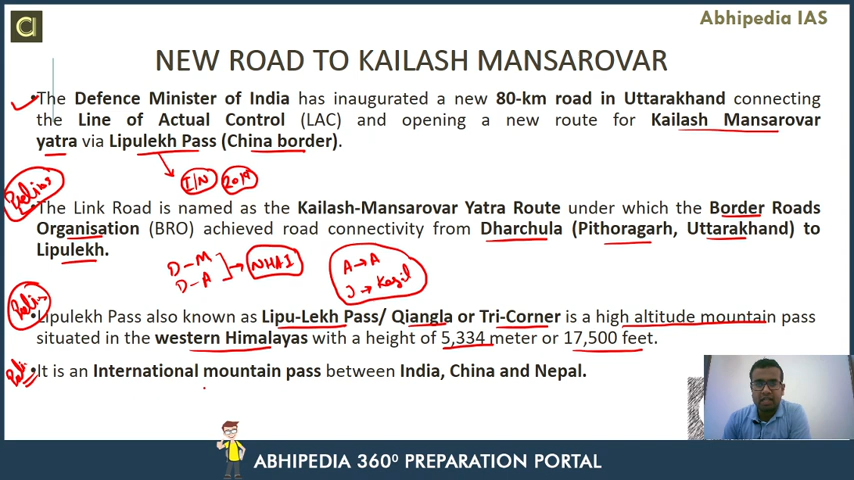 Abhipedia IAS
NEW ROAD TO KAILASH MANSAROVAR
•The Defence Minister of India has inaugurated a new 80-km road in Uttarakhand connecting
the Line of Actual Control (LAC) and opening a new route for Kailash Mansarovar
yatra via Lipulekh Pass (China border).
I/N 2019
Prelims
•The Link Road is named as the Kailash-Mansarovar Yatra Route under which the Border Roads
Organisation (BRO) achieved road connectivity from Dharchula (Pithoragarh, Uttarakhand) to
Lipulekh.
D-M
D-A
NHAI
A→A
J→Kargil
•Lipulekh Pass also known as Lipu-Lekh Pass/ Qiangla or Tri-Corner is a high altitude mountain pass
situated in the western Himalayas with a height of 5,334 meter or 17,500 feet.
•It is an International mountain pass between India, China and Nepal.
ABHIPEDIA 360⁰ PREPARATION PORTAL